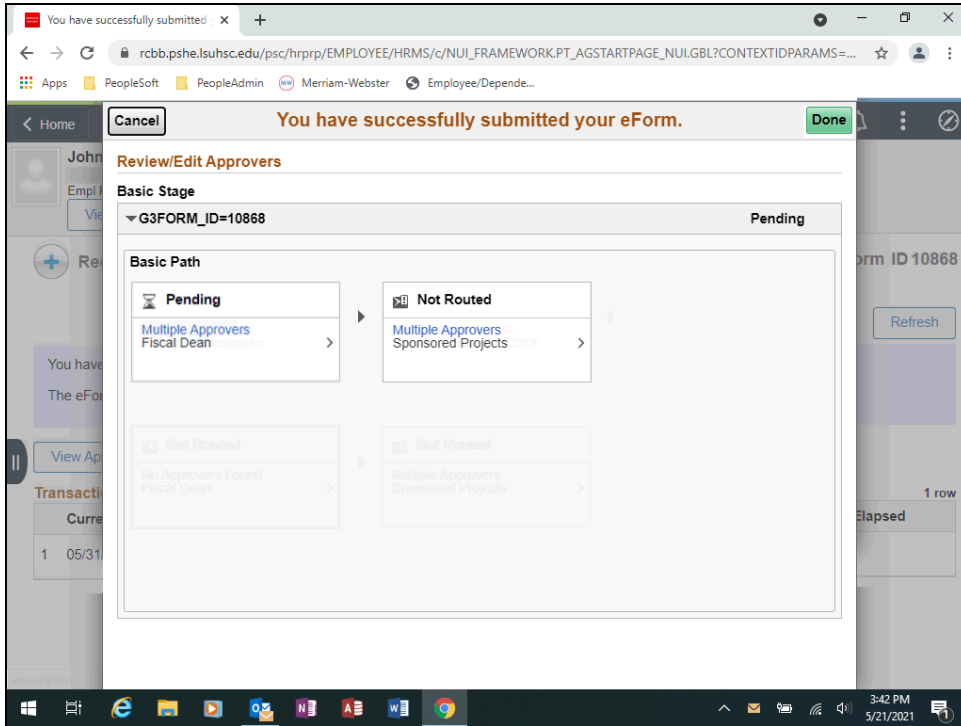 You have successfully submitted
rcbb.pshe.lsuhsc.edu/psc/hrprp/EMPLOYEE/HRMS/c/NUI_FRAMEWORK.PT_AGSTARTPAGE_NUI.GBL?CONTEXTIDPARAMS=...
Apps PeopleSoft PeopleAdmin Merriam-Webster Employee/Depende...
Home Cancel You have successfully submitted your eForm. Done
John
Review/Edit Approvers
Empl
Basic Stage
G3FORM_ID=10868 Pending
Basic Path
ID 10868
Pending Not Routed
Multiple Approvers Multiple Approvers
Fiscal Dean Sponsored Projects
Refresh
You have
The eFor
Not Routed Not Routed
View Ap
No Approvers Found Multiple Approvers
Fiscal Dean Sponsored Projects
Transacti 1 row
Curre Elapsed
1 05/31
3:42 PM
5/21/2021